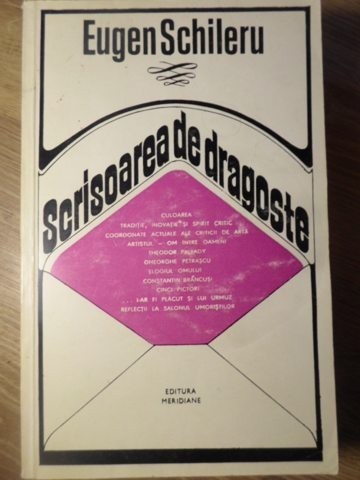 Eugen Schileru
Scrisoarea de dragoste
CULOAREA
TRADIȚIE, INOVAȚIE ȘI SPIRIT CRITIC
COORDONATE ACTUALE ALE CRITICII DE ARTĂ
ARTISTUL – OM ÎNTRE OAMENI
THEODOR PALLADY
GHEORGHE PETRAȘCU
ELOGIUL OMULUI
CONSTANTIN BRÂNCUȘI
CINCI PICTORI
... I-AR FI PLĂCUT ȘI LUI URMUZ
REFLECȚII LA SALONUL UMORIȘTILOR
EDITURA
MERIDIANE